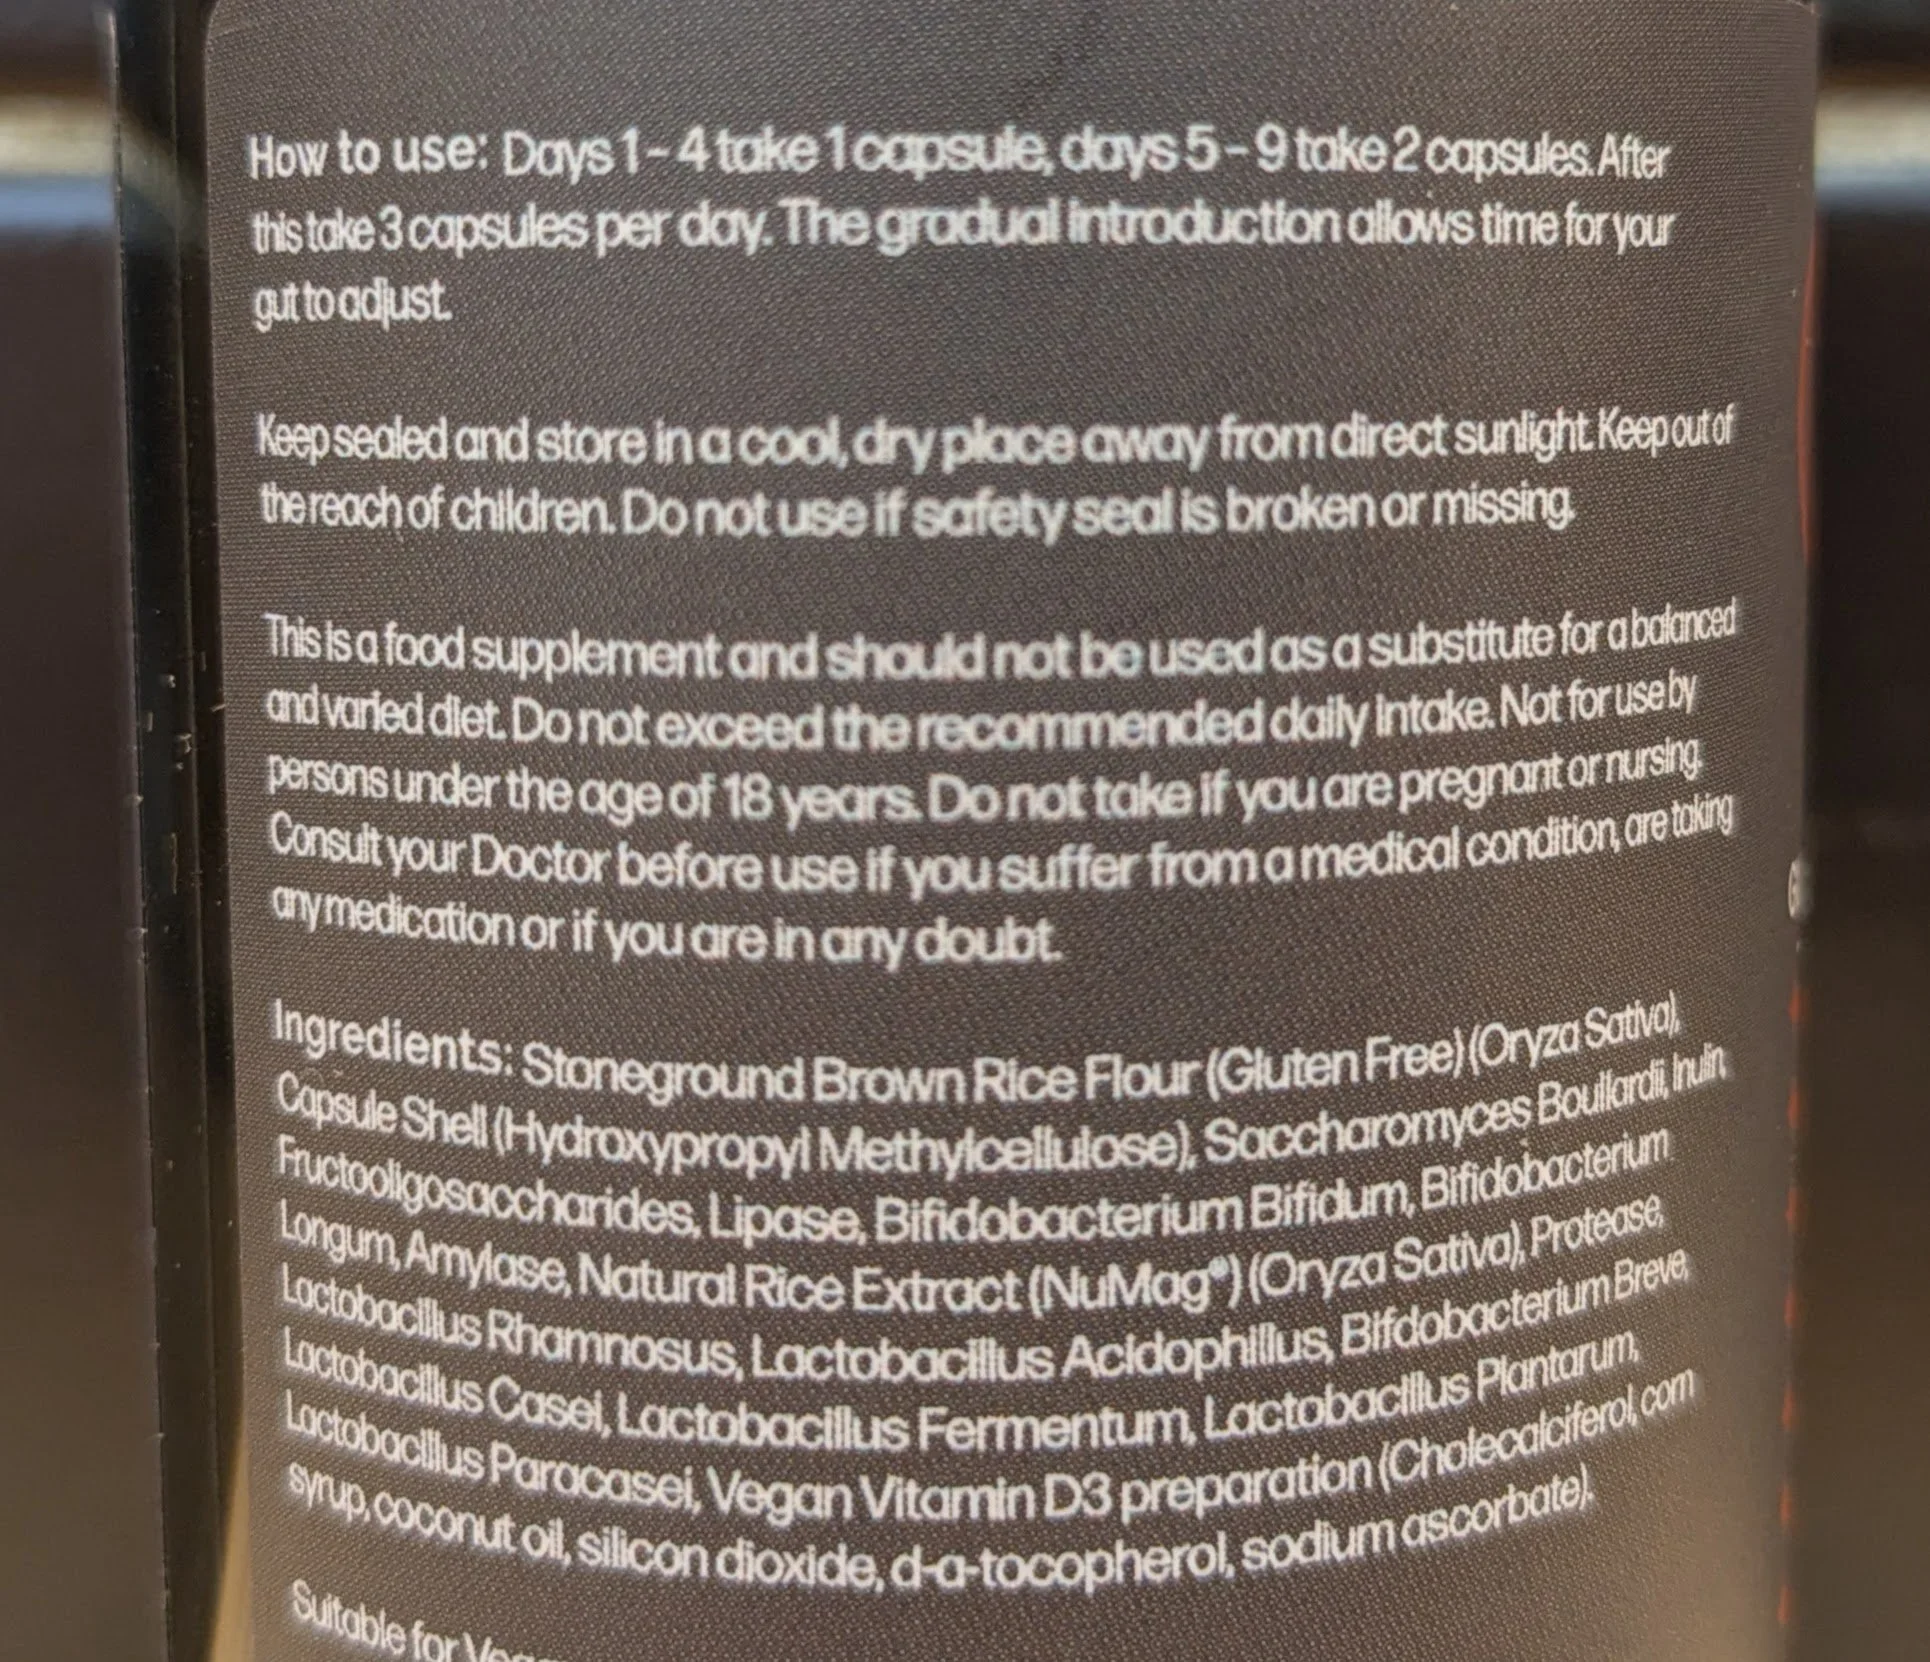 How to use: Days 1 - 4 take 1 capsule, days 5 - 9 take 2 capsules. After
this take 3 capsules per day. The gradual introduction allows time for your
gut to adjust.
Keep sealed and store in a cool, dry place away from direct sunlight. Keep out of
the reach of children. Do not use if safety seal is broken or missing.
This is a food supplement and should not be used as a substitute for a balanced
and varied diet. Do not exceed the recommended daily intake. Not for use by
persons under the age of 18 years. Do not take if you are pregnant or nursing.
Consult your Doctor before use if you suffer from a medical condition, are taking
any medication or if you are in any doubt.
Ingredients: Stoneground Brown Rice Flour (Gluten Free) (Oryza Sativa),
Capsule Shell (Hydroxypropyl Methylcellulose), Saccharomyces Boullardii, Inulin,
Fructooligosaccharides, Lipase, Bifidobacterium Bifidum, Bifidobacterium
Longum, Amylase, Natural Rice Extract (NuMag®) (Oryza Sativa), Protease,
Lactobacillus Rhamnosus, Lactobacillus Acidophillus, Bifdobacterium Breve,
Lactobacillus Casei, Lactobacillus Fermentum, Lactobacillus Plantarum,
Lactobacillus Paracasei, Vegan Vitamin D3 preparation (Cholecalciferol, corn
syrup, coconut oil, silicon dioxide, d-a-tocopherol, sodium ascorbate).
Suitable for